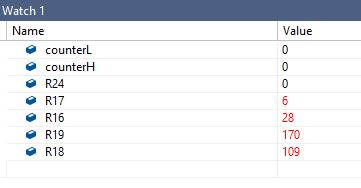 Watch 1
Name Value
counterL 0
counterH 0
R24 0
R17 6
R16 28
R19 170
R18 109